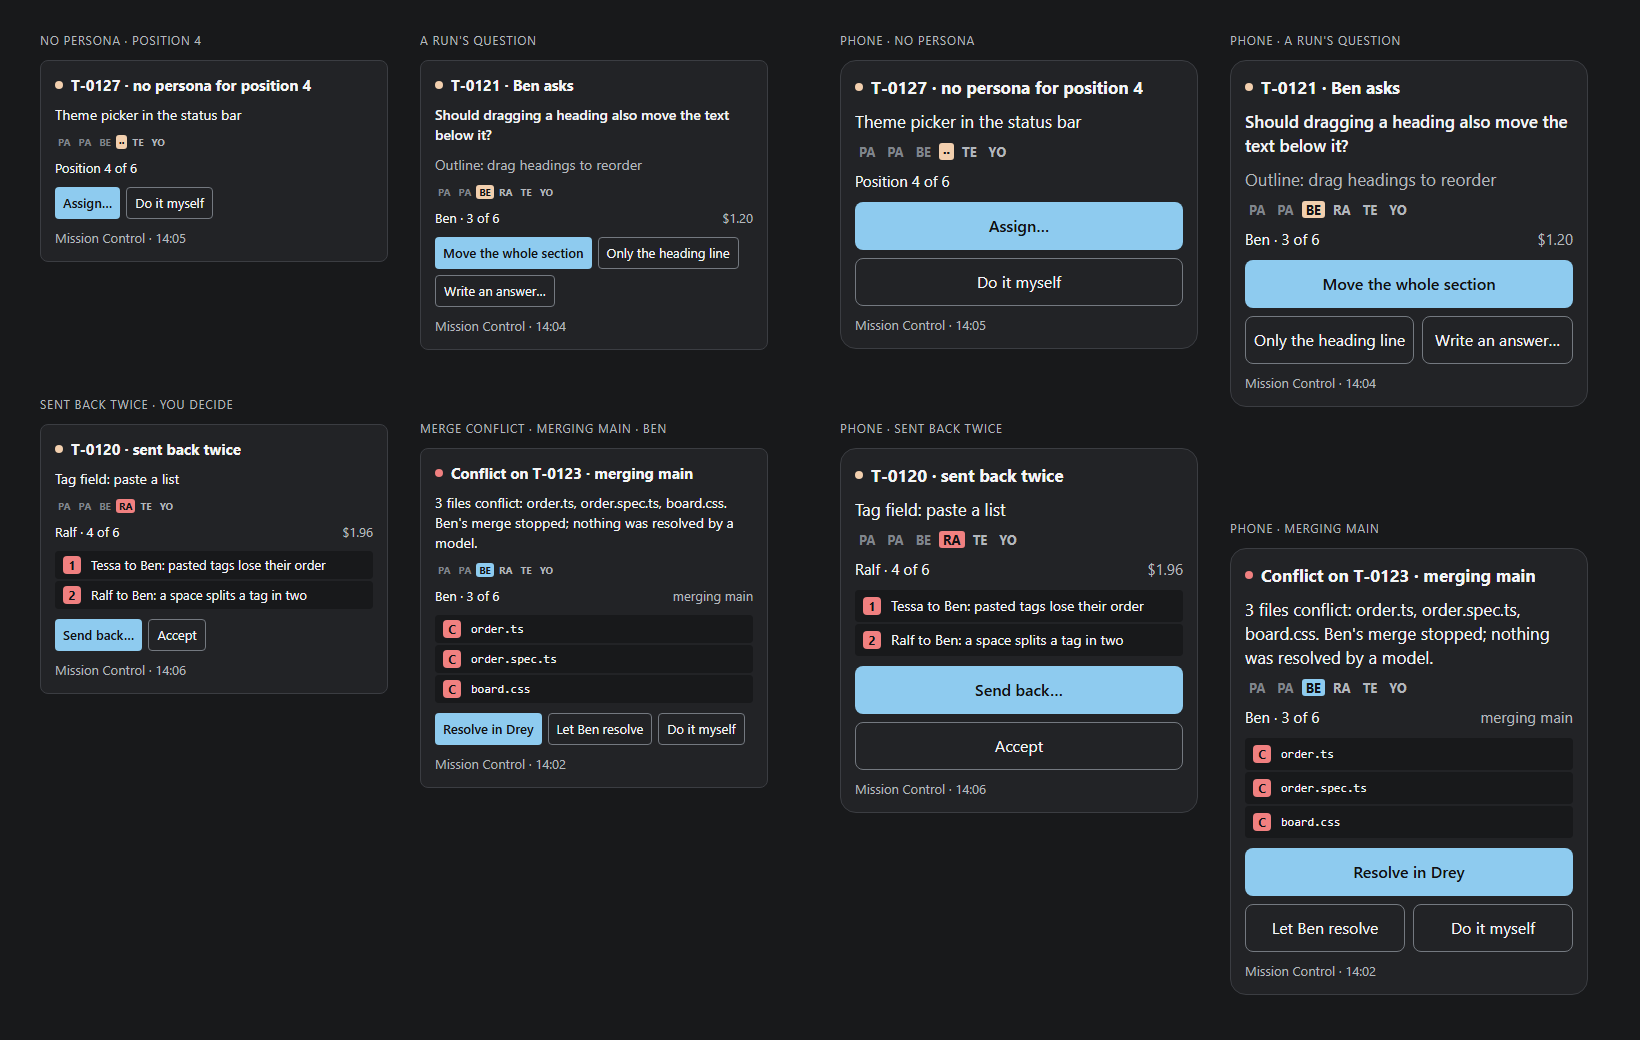 NO PERSONA · POSITION 4
T-0127 · no persona for position 4
Theme picker in the status bar
PA PA BE ·· TE YO
Position 4 of 6
Assign...
Do it myself
Mission Control · 14:05
A RUN'S QUESTION
T-0121 · Ben asks
Should dragging a heading also move the text
below it?
Outline: drag headings to reorder
PA PA BE RA TE YO
Ben · 3 of 6 $1.20
Move the whole section
Only the heading line
Write an answer...
Mission Control · 14:04
PHONE · NO PERSONA
T-0127 · no persona for position 4
Theme picker in the status bar
PA PA BE ·· TE YO
Position 4 of 6
Assign...
Do it myself
Mission Control · 14:05
PHONE · A RUN'S QUESTION
T-0121 · Ben asks
Should dragging a heading also move the
text below it?
Outline: drag headings to reorder
PA PA BE RA TE YO
Ben · 3 of 6 $1.20
Move the whole section
Only the heading line
Write an answer...
Mission Control · 14:04
SENT BACK TWICE · YOU DECIDE
T-0120 · sent back twice
Tag field: paste a list
PA PA BE RA TE YO
Ralf · 4 of 6 $1.96
1 Tessa to Ben: pasted tags lose their order
2 Ralf to Ben: a space splits a tag in two
Send back...
Accept
Mission Control · 14:06
MERGE CONFLICT · MERGING MAIN · BEN
Conflict on T-0123 · merging main
3 files conflict: order.ts, order.spec.ts, board.css.
Ben's merge stopped; nothing was resolved by a
model.
PA PA BE RA TE YO
Ben · 3 of 6 merging main
C order.ts
C order.spec.ts
C board.css
Resolve in Drey
Let Ben resolve
Do it myself
Mission Control · 14:02
PHONE · SENT BACK TWICE
T-0120 · sent back twice
Tag field: paste a list
PA PA BE RA TE YO
Ralf · 4 of 6 $1.96
1 Tessa to Ben: pasted tags lose their order
2 Ralf to Ben: a space splits a tag in two
Send back...
Accept
Mission Control · 14:06
PHONE · MERGING MAIN
Conflict on T-0123 · merging main
3 files conflict: order.ts, order.spec.ts,
board.css. Ben's merge stopped; nothing
was resolved by a model.
PA PA BE RA TE YO
Ben · 3 of 6 merging main
C order.ts
C order.spec.ts
C board.css
Resolve in Drey
Let Ben resolve
Do it myself
Mission Control · 14:02